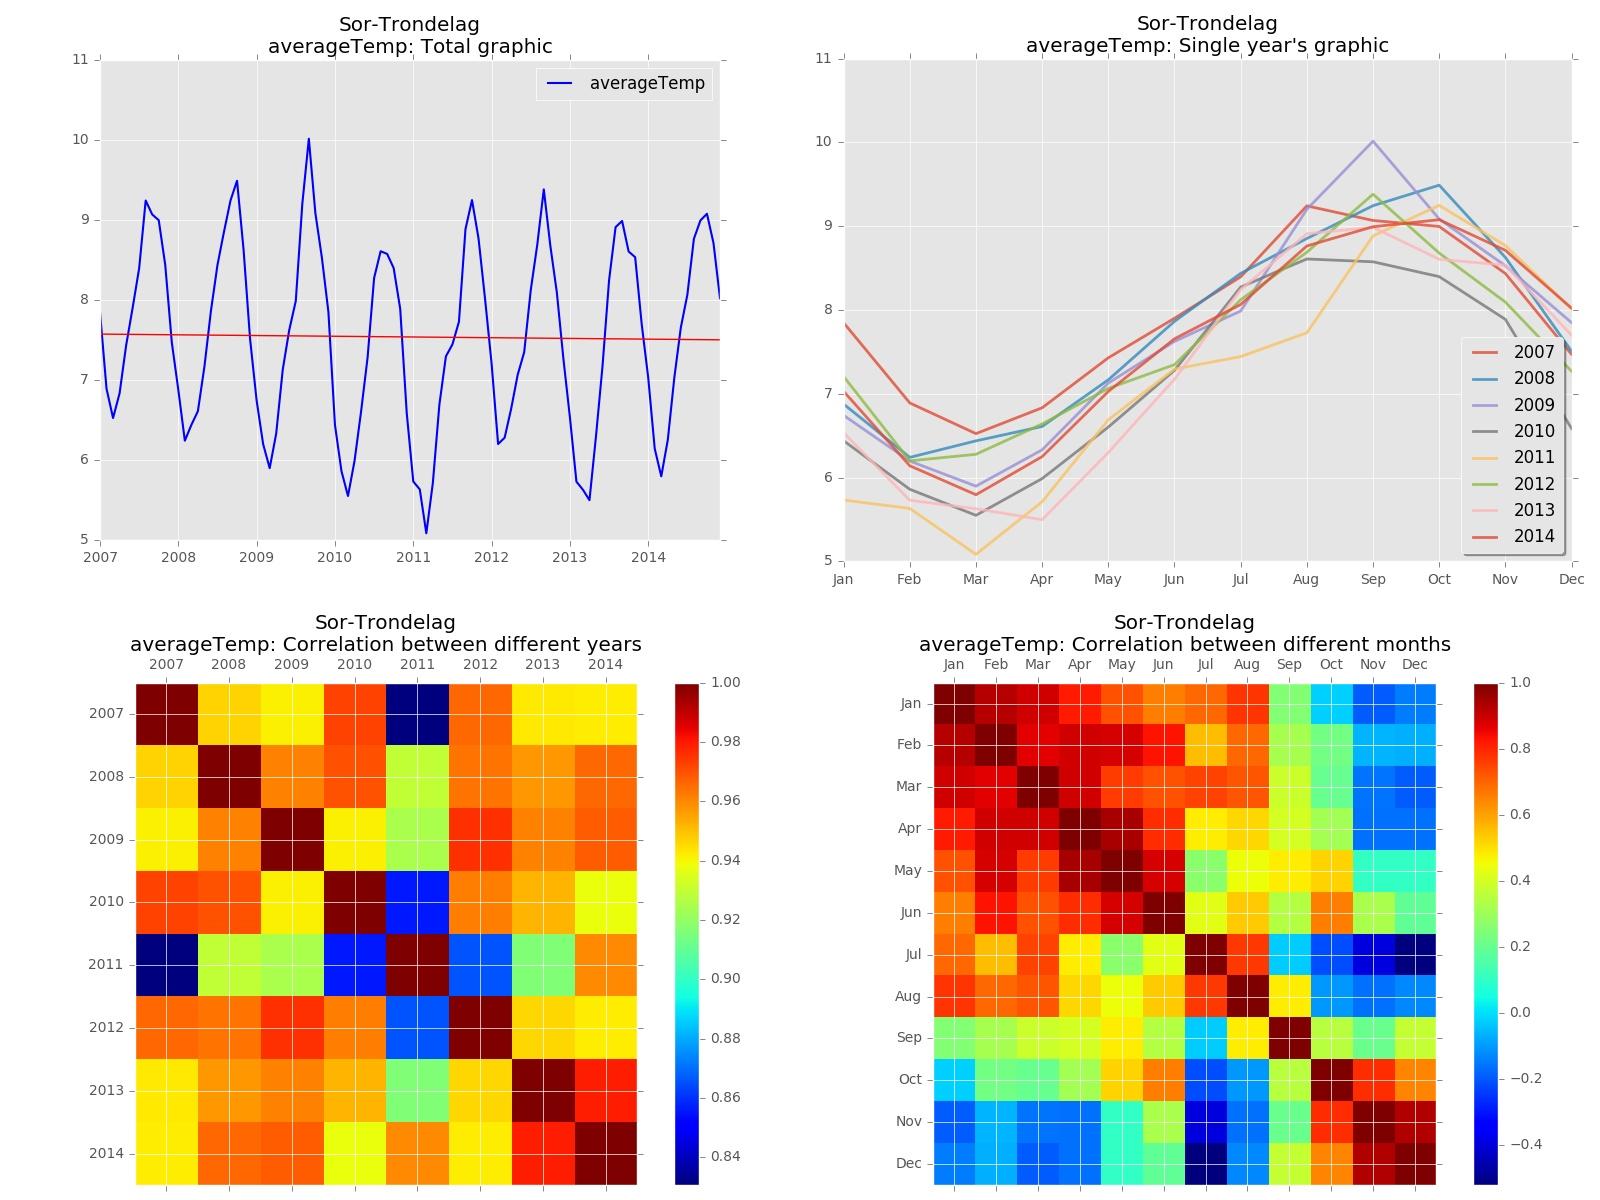 Sor-Trondelag
averageTemp: Total graphic
averageTemp
11
10
9
8
7
6
5
2007 2008 2009 2010 2011 2012 2013 2014
Sor-Trondelag
averageTemp: Single year's graphic
11
10
9
8
7
6
5
2007
2008
2009
2010
2011
2012
2013
2014
Jan Feb Mar Apr May Jun Jul Aug Sep Oct Nov Dec
Sor-Trondelag
averageTemp: Correlation between different years
2007 2008 2009 2010 2011 2012 2013 2014
2007
2008
2009
2010
2011
2012
2013
2014
1.00
0.98
0.96
0.94
0.92
0.90
0.88
0.86
0.84
Sor-Trondelag
averageTemp: Correlation between different months
Jan Feb Mar Apr May Jun Jul Aug Sep Oct Nov Dec
Jan
Feb
Mar
Apr
May
Jun
Jul
Aug
Sep
Oct
Nov
Dec
1.0
0.8
0.6
0.4
0.2
0.0
−0.2
−0.4